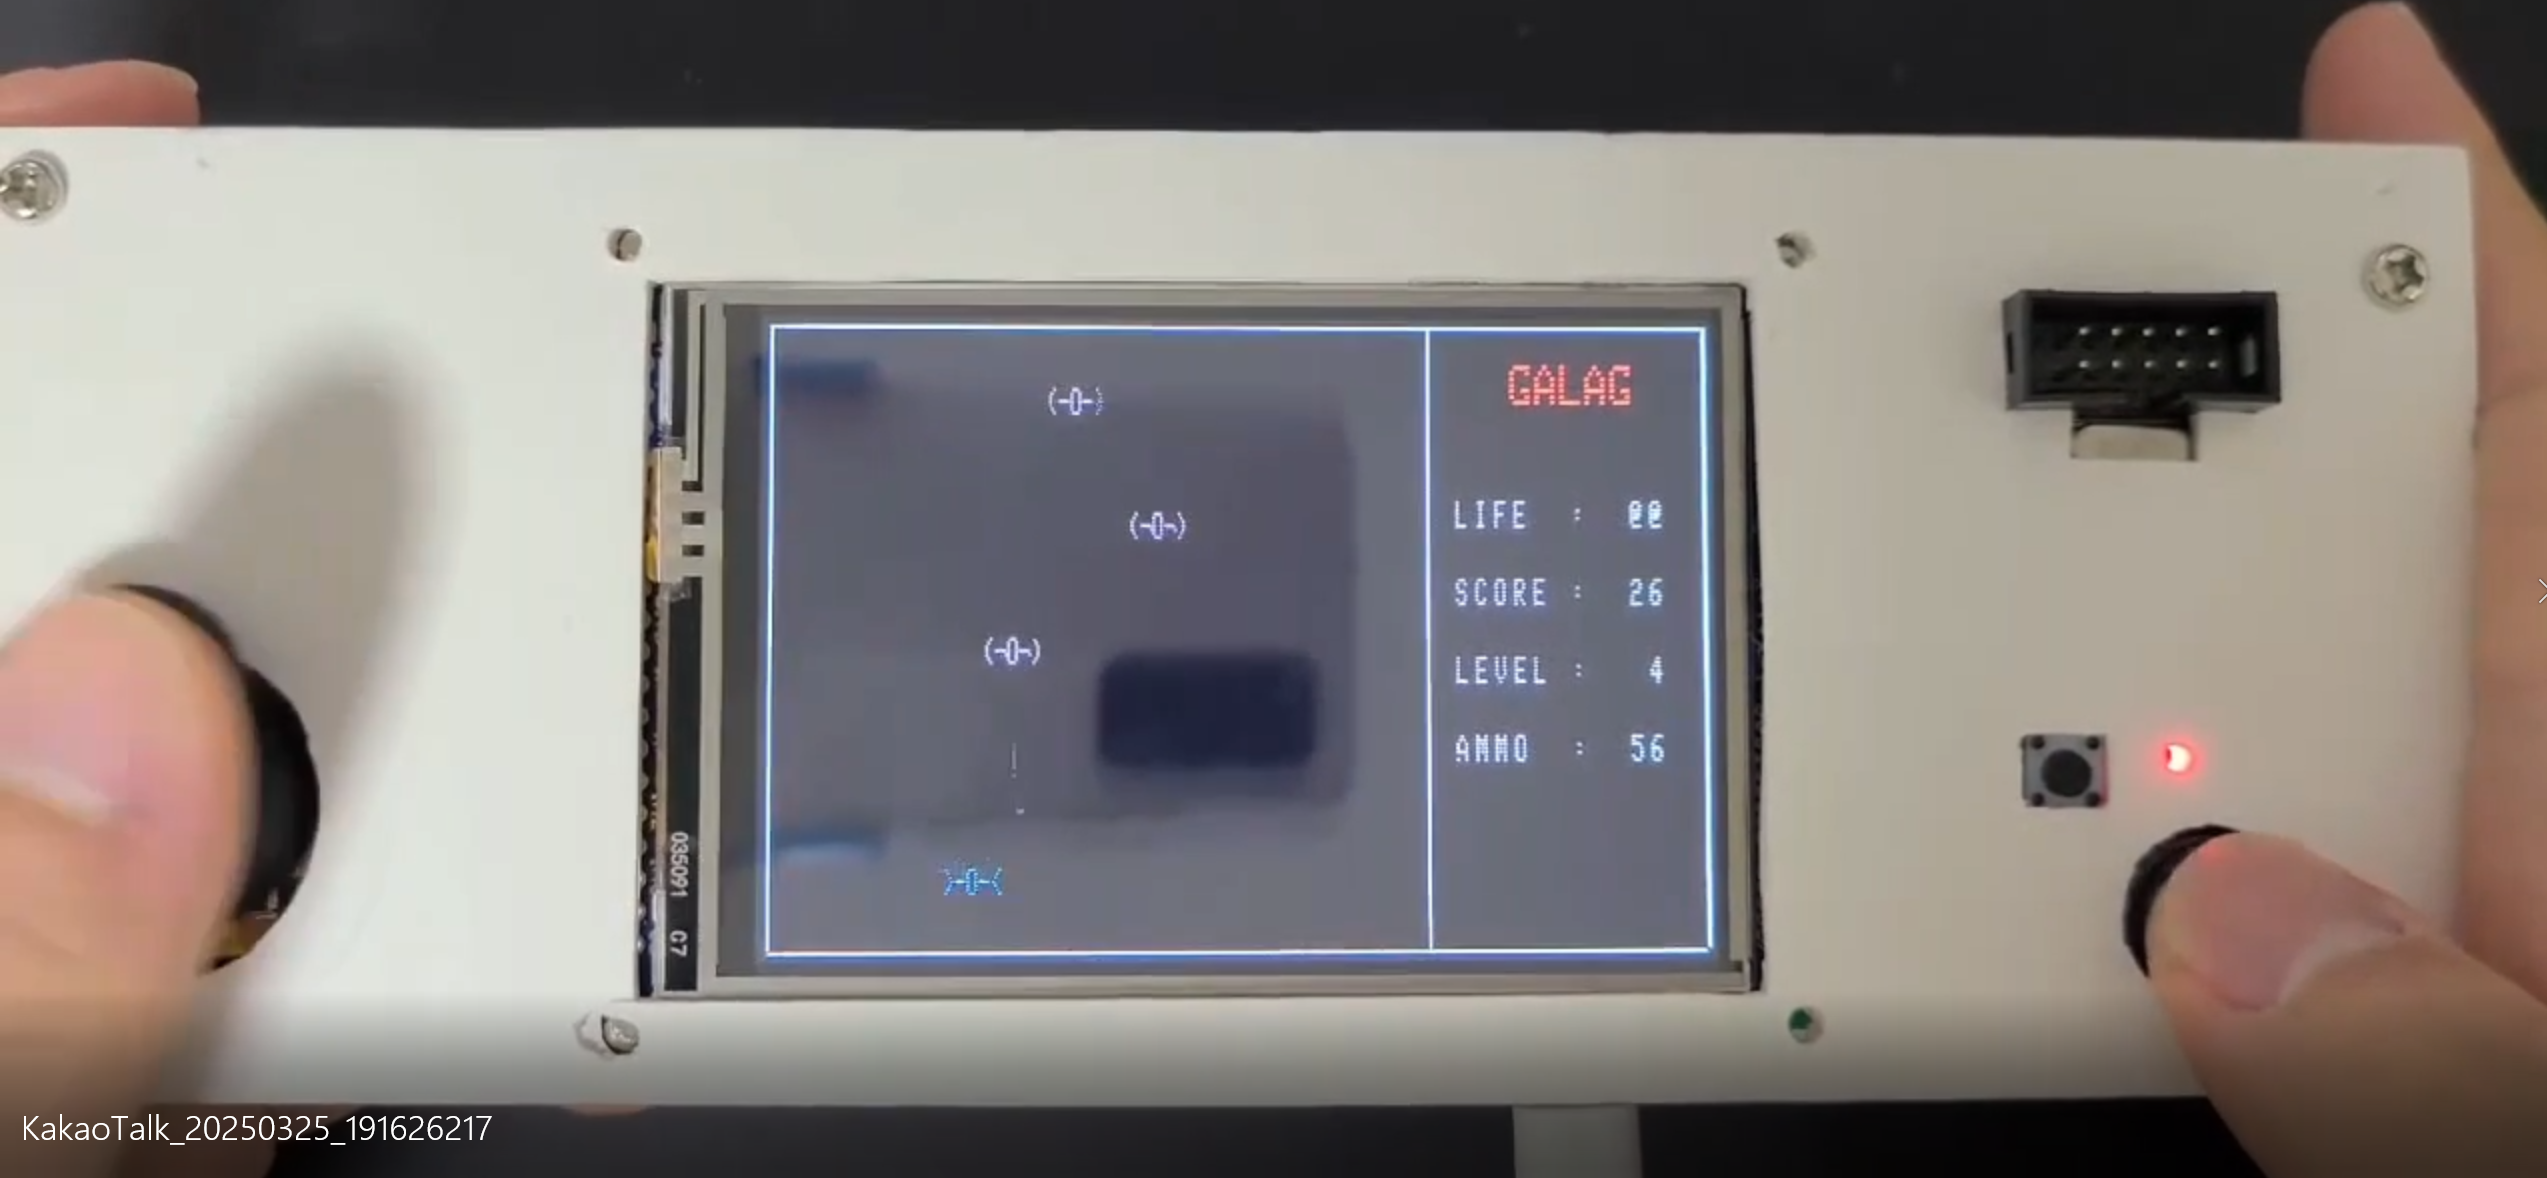 (-0-)
GALAG
(-0-)
LIFE : @@
SCORE : 26
(-0-)
LEVEL : 4
AMMO : 56
>-0-<
035091 C7
KakaoTalk_20250325_191626217